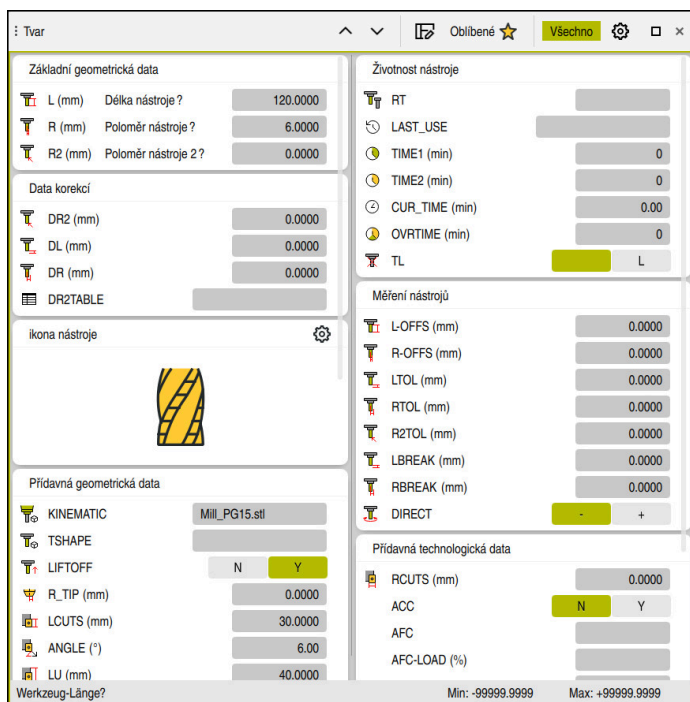 Tvar
Oblíbené
Všechno
Základní geometrická data
L (mm) Délka nástroje? 120.0000
R (mm) Poloměr nástroje? 6.0000
R2 (mm) Poloměr nástroje 2? 0.0000
Data korekcí
DR2 (mm) 0.0000
DL (mm) 0.0000
DR (mm) 0.0000
DR2TABLE
ikona nástroje
Přídavná geometrická data
KINEMATIC Mill_PG15.stl
TSHAPE
LIFTOFF N Y
R_TIP (mm) 0.0000
LCUTS (mm) 30.0000
ANGLE (°) 6.00
LU (mm) 40.0000
Životnost nástroje
RT
LAST_USE
TIME1 (min) 0
TIME2 (min) 0
CUR_TIME (min) 0.00
OVRTIME (min) 0
TL L
Měření nástrojů
L-OFFS (mm) 0.0000
R-OFFS (mm) 0.0000
LTOL (mm) 0.0000
RTOL (mm) 0.0000
R2TOL (mm) 0.0000
LBREAK (mm) 0.0000
RBREAK (mm) 0.0000
DIRECT - +
Přídavná technologická data
RCUTS (mm) 0.0000
ACC N Y
AFC
AFC-LOAD (%)
Werkzeug-Länge? Min: -99999.9999 Max: +99999.9999